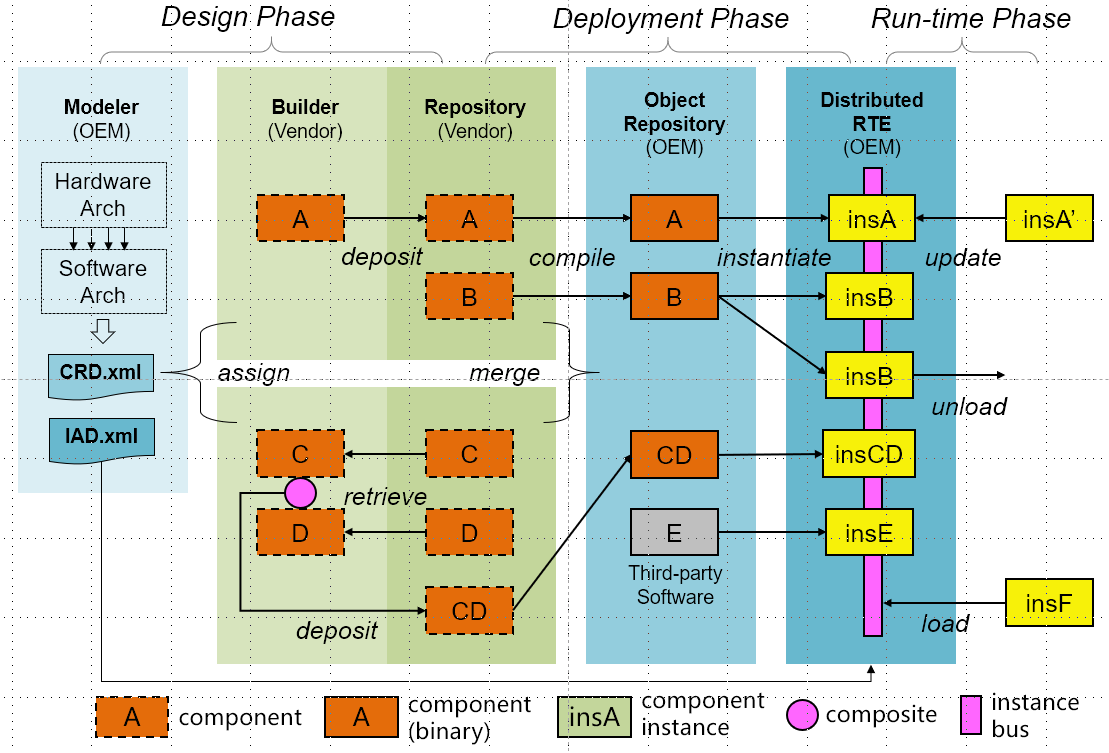 Design Phase
Deployment Phase
Run-time Phase
Modeler
(OEM)
Builder
(Vendor)
Repository
(Vendor)
Object
Repository
(OEM)
Distributed
RTE
(OEM)
Hardware
Arch
Software
Arch
CRD.xml
IAD.xml
A
deposit
A
compile
A
instantiate
insA
update
insA’
B
B
insB
insB
unload
assign
merge
C
retrieve
C
D
D
CD
deposit
CD
insCD
E
Third-party
Software
insE
load
insF
A
component
A
component
(binary)
insA
component
instance
composite
instance
bus